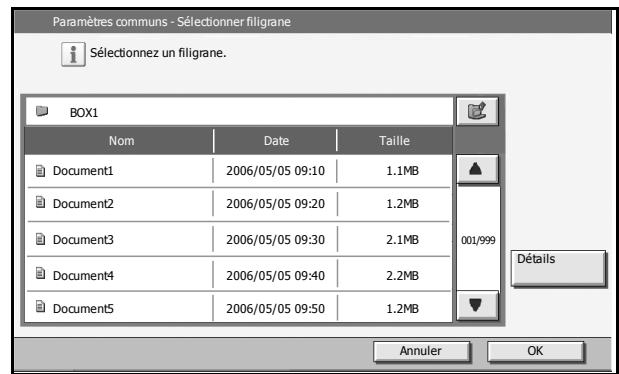 Paramètres communs - Sélectionner filigrane
Sélectionnez un filigrane.
BOX1
Nom Date Taille
Document1 2006/05/05 09:10 1.1MB
Document2 2006/05/05 09:20 1.2MB
Document3 2006/05/05 09:30 2.1MB
001/999
Détails
Document4 2006/05/05 09:40 2.2MB
Document5 2006/05/05 09:50 1.2MB
Annuler OK